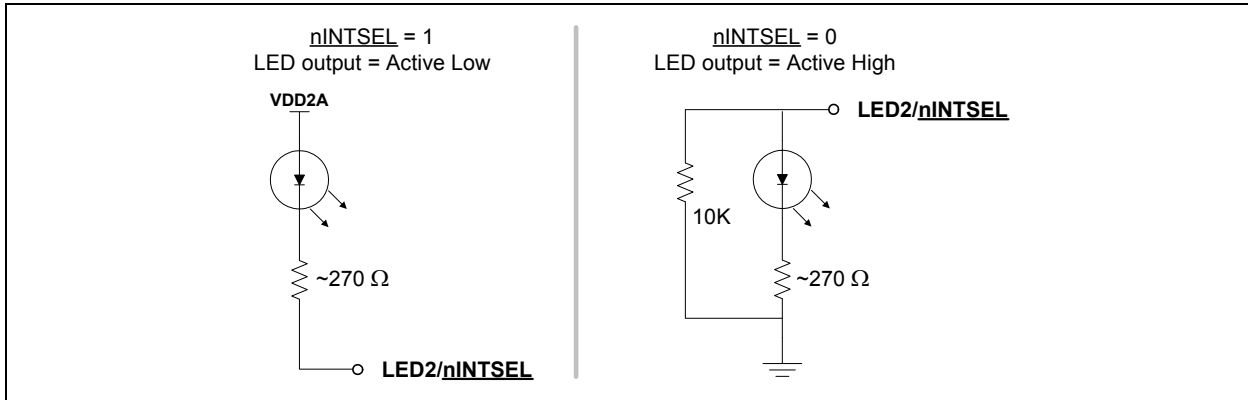 nINTSEL = 1
LED output = Active Low
VDD2A
~270 Ω
LED2/nINTSEL
nINTSEL = 0
LED output = Active High
LED2/nINTSEL
10K
~270 Ω